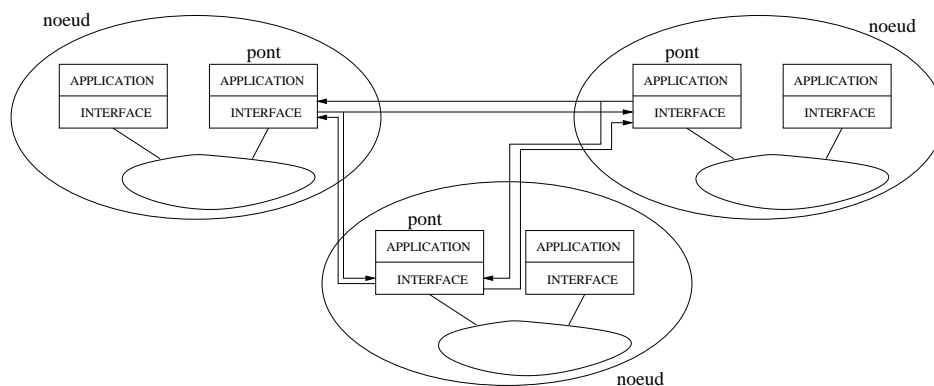 noeud
noeud
pont
pont
APPLICATION
APPLICATION
APPLICATION
APPLICATION
INTERFACE
INTERFACE
INTERFACE
INTERFACE
pont
APPLICATION
APPLICATION
INTERFACE
INTERFACE
noeud